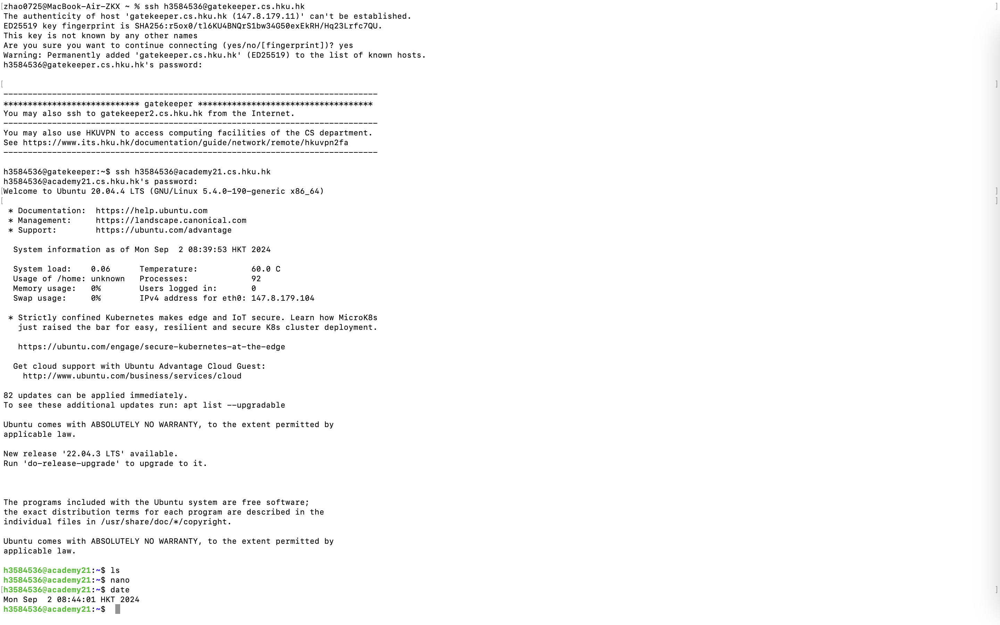 [zhao0725@MacBook-Air-ZKX ~ % ssh h3584536@gatekeeper.cs.hku.hk ]
The authenticity of host 'gatekeeper.cs.hku.hk (147.8.179.11)' can't be established.
ED25519 key fingerprint is SHA256:r5ox0/tl6KU4BNQrS1bw34G50exEkRH/Hq23Lrfc7QU.
This key is not known by any other names
Are you sure you want to continue connecting (yes/no/[fingerprint])? yes
Warning: Permanently added 'gatekeeper.cs.hku.hk' (ED25519) to the list of known hosts.
h3584536@gatekeeper.cs.hku.hk's password:
[ ]
-----------------------------------------------------------------------------
**************************** gatekeeper ************************************
You may also ssh to gatekeeper2.cs.hku.hk from the Internet.
-----------------------------------------------------------------------------
You may also use HKUVPN to access computing facilities of the CS department.
See https://www.its.hku.hk/documentation/guide/network/remote/hkuvpn2fa
-----------------------------------------------------------------------------
h3584536@gatekeeper:~$ ssh h3584536@academy21.cs.hku.hk
h3584536@academy21.cs.hku.hk's password:
[Welcome to Ubuntu 20.04.4 LTS (GNU/Linux 5.4.0-190-generic x86_64) ]
[ ]
* Documentation:  https://help.ubuntu.com
* Management:     https://landscape.canonical.com
* Support:        https://ubuntu.com/advantage
System information as of Mon Sep  2 08:39:53 HKT 2024
System load:    0.06      Temperature:           60.0 C
Usage of /home: unknown   Processes:             92
Memory usage:   0%        Users logged in:       0
Swap usage:     0%        IPv4 address for eth0: 147.8.179.104
* Strictly confined Kubernetes makes edge and IoT secure. Learn how MicroK8s
just raised the bar for easy, resilient and secure K8s cluster deployment.
https://ubuntu.com/engage/secure-kubernetes-at-the-edge
Get cloud support with Ubuntu Advantage Cloud Guest:
http://www.ubuntu.com/business/services/cloud
82 updates can be applied immediately.
To see these additional updates run: apt list --upgradable
Ubuntu comes with ABSOLUTELY NO WARRANTY, to the extent permitted by
applicable law.
New release '22.04.3 LTS' available.
Run 'do-release-upgrade' to upgrade to it.
The programs included with the Ubuntu system are free software;
the exact distribution terms for each program are described in the
individual files in /usr/share/doc/*/copyright.
Ubuntu comes with ABSOLUTELY NO WARRANTY, to the extent permitted by
applicable law.
h3584536@academy21:~$ ls
h3584536@academy21:~$ nano
[h3584536@academy21:~$ date ]
Mon Sep  2 08:44:01 HKT 2024
h3584536@academy21:~$